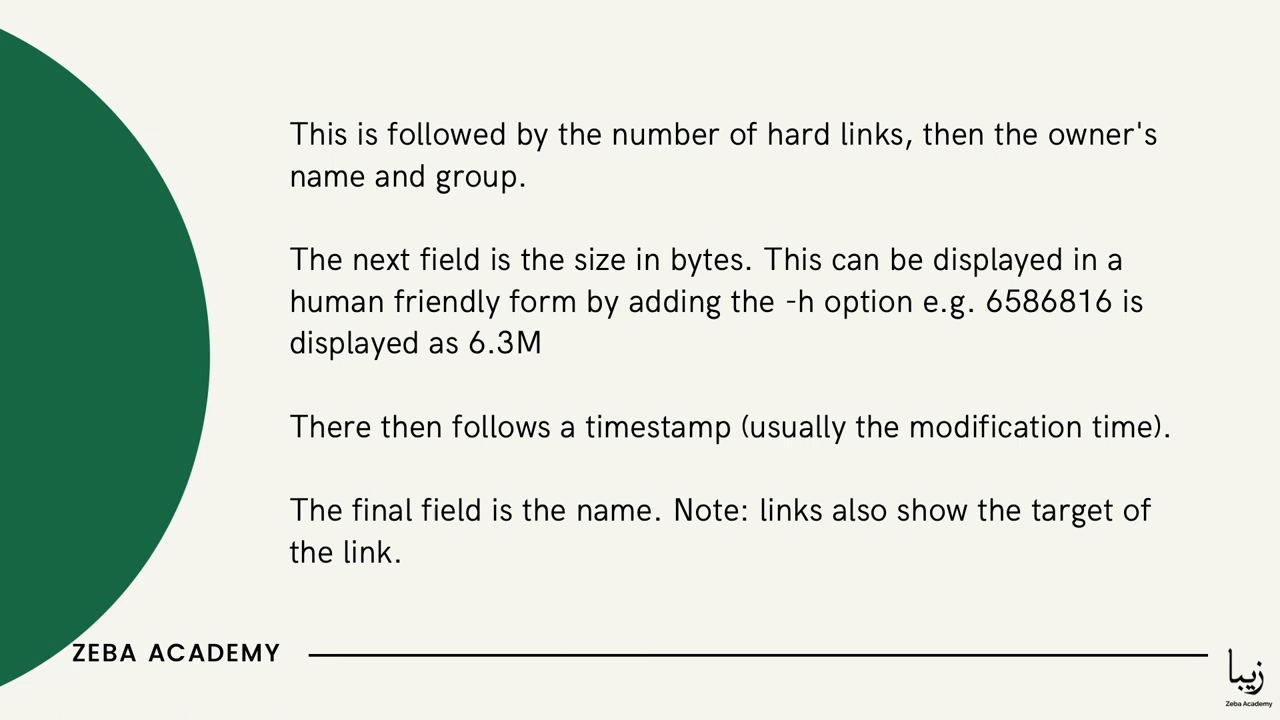 This is followed by the number of hard links, then the owner's
name and group.
The next field is the size in bytes. This can be displayed in a
human friendly form by adding the -h option e.g. 6586816 is
displayed as 6.3M
There then follows a timestamp (usually the modification time).
The final field is the name. Note: links also show the target of
the link.
ZEBA ACADEMY
زیبا
Zeba Academy